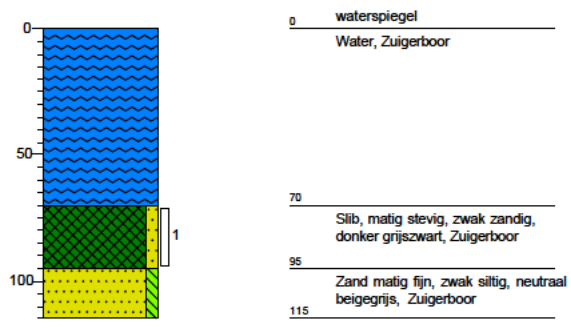 0
50
100
1
0 waterspiegel
Water, Zuigerboor
70
Slib, matig stevig, zwak zandig,
donker grijszwart, Zuigerboor
95
Zand matig fijn, zwak siltig, neutraal
beigegrijs, Zuigerboor
115